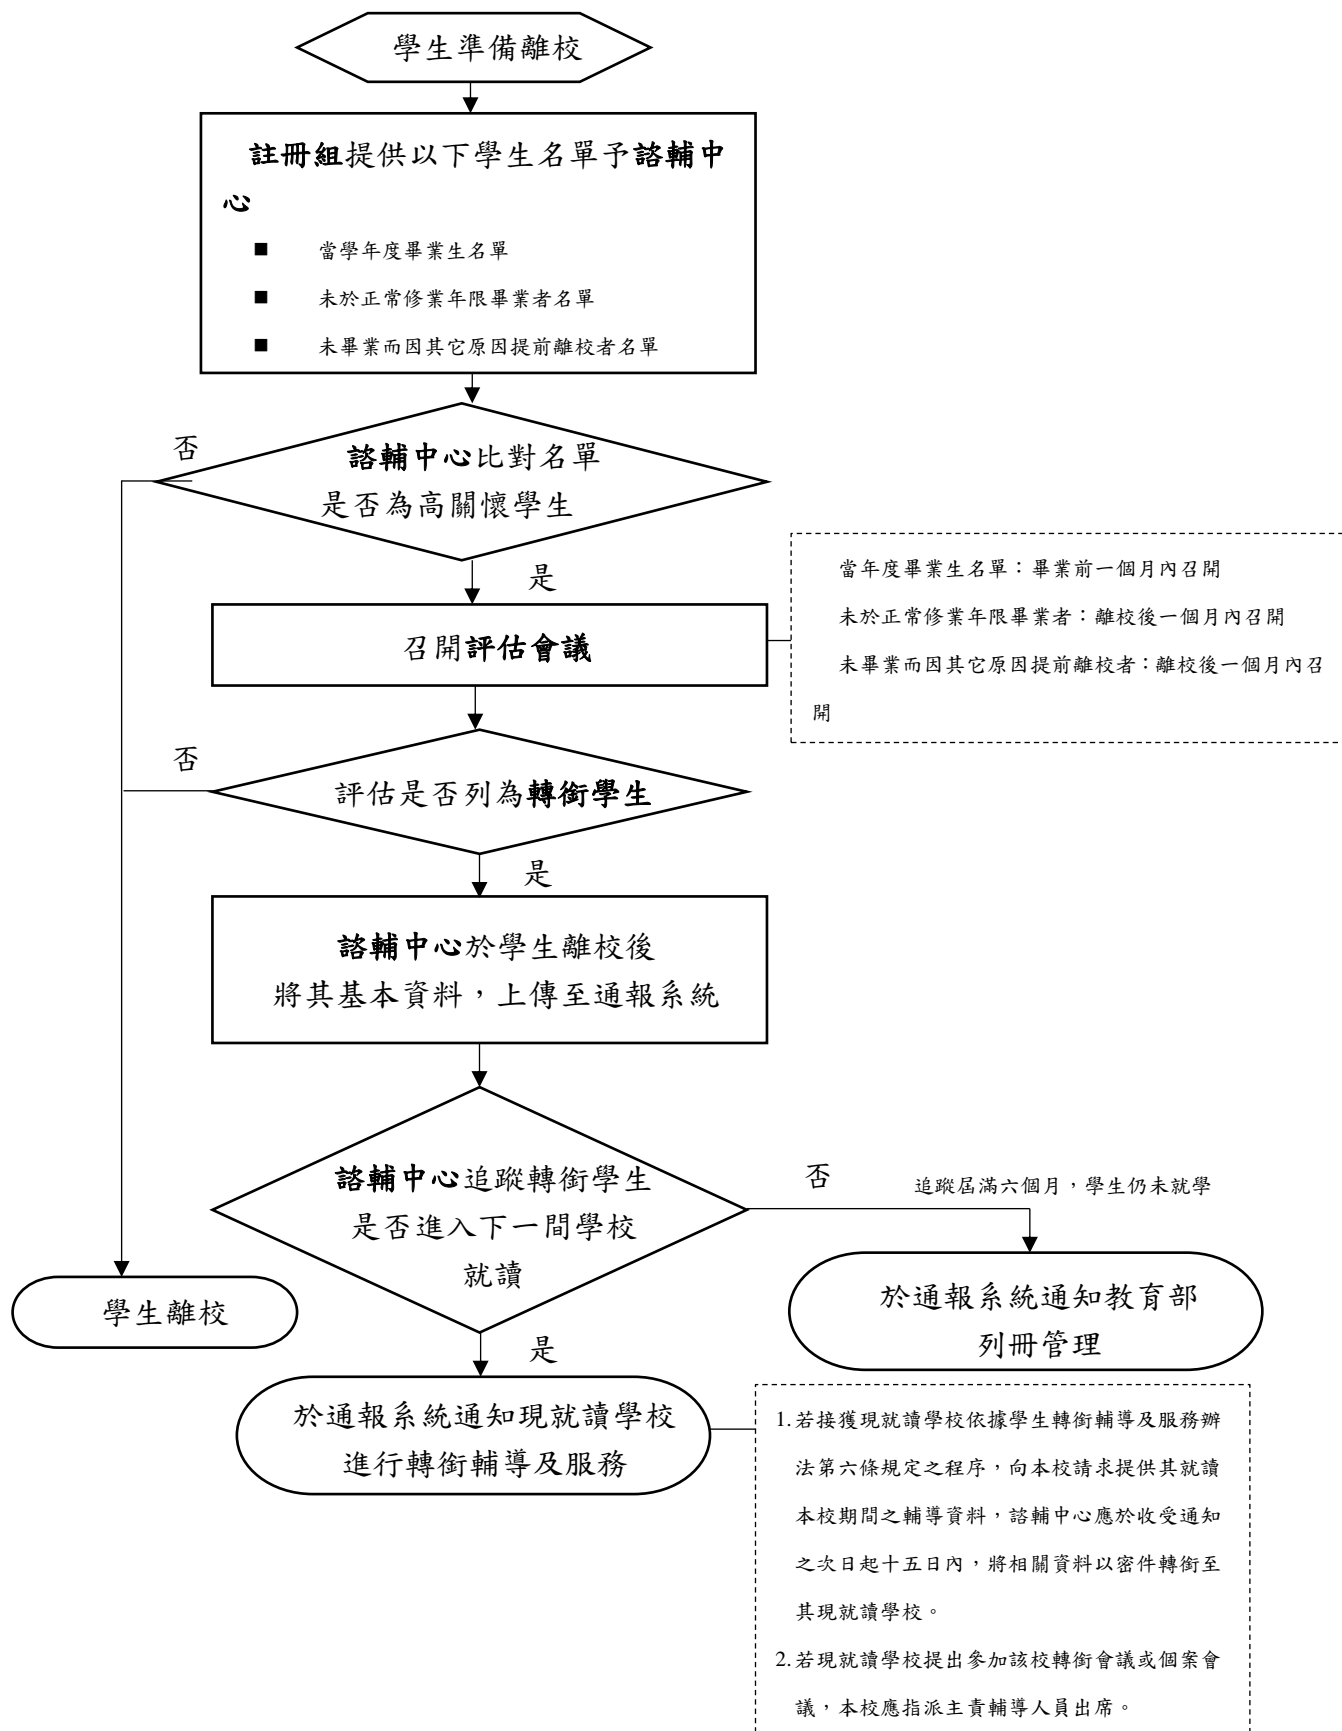 學生準備離校
註冊組提供以下學生名單予諮輔中
心
■ 當學年度畢業生名單
■ 未於正常修業年限畢業者名單
■ 未畢業而因其它原因提前離校者名單
否
諮輔中心比對名單
是否為高關懷學生
是
當年度畢業生名單：畢業前一個月內召開
未於正常修業年限畢業者：離校後一個月內召開
未畢業而因其它原因提前離校者：離校後一個月內召
開
召開評估會議
否
評估是否列為轉銜學生
是
諮輔中心於學生離校後
將其基本資料，上傳至通報系統
諮輔中心追蹤轉銜學生
是否進入下一間學校
就讀
否
追蹤屆滿六個月，學生仍未就學
學生離校
於通報系統通知教育部
列冊管理
是
於通報系統通知現就讀學校
進行轉銜輔導及服務
1.若接獲現就讀學校依據學生轉銜輔導及服務辦
法第六條規定之程序，向本校請求提供其就讀
本校期間之輔導資料，諮輔中心應於收受通知
之次日起十五日內，將相關資料以密件轉銜至
其現就讀學校。
2.若現就讀學校提出參加該校轉銜會議或個案會
議，本校應指派主責輔導人員出席。